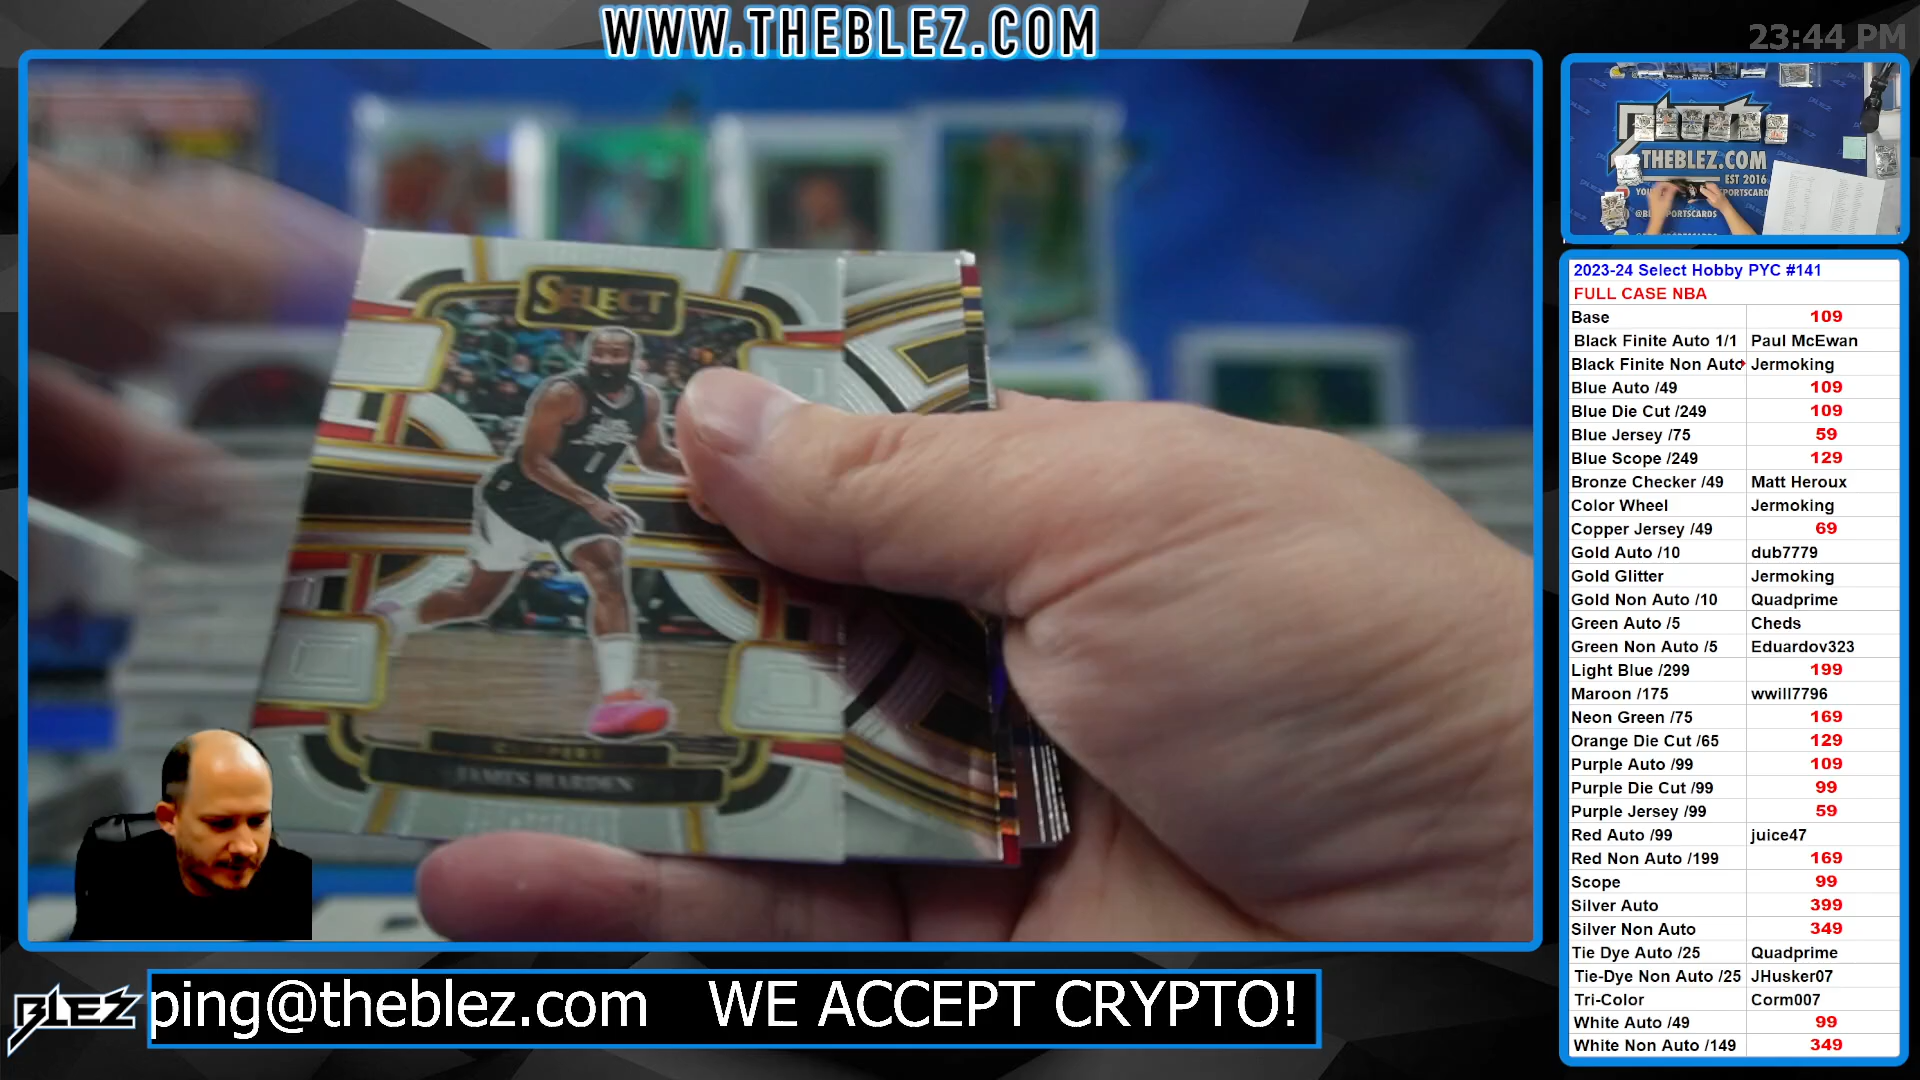 WWW.THEBLEZ.COM
23:44 PM
SELECT
1
CLIPPERS
JAMES HARDEN
THEBLEZ.COM
EST 2016
BLEZ
ping@theblez.com WE ACCEPT CRYPTO!
2023-24 Select Hobby PYC #141
FULL CASE NBA
Base 109
Black Finite Auto 1/1 Paul McEwan
Black Finite Non Auto Jermoking
Blue Auto /49 109
Blue Die Cut /249 109
Blue Jersey /75 59
Blue Scope /249 129
Bronze Checker /49 Matt Heroux
Color Wheel Jermoking
Copper Jersey /49 69
Gold Auto /10 dub7779
Gold Glitter Jermoking
Gold Non Auto /10 Quadprime
Green Auto /5 Cheds
Green Non Auto /5 Eduardov323
Light Blue /299 199
Maroon /175 wwill7796
Neon Green /75 169
Orange Die Cut /65 129
Purple Auto /99 109
Purple Die Cut /99 99
Purple Jersey /99 59
Red Auto /99 juice47
Red Non Auto /199 169
Scope 99
Silver Auto 399
Silver Non Auto 349
Tie Dye Auto /25 Quadprime
Tie-Dye Non Auto /25 JHusker07
Tri-Color Corm007
White Auto /49 99
White Non Auto /149 349